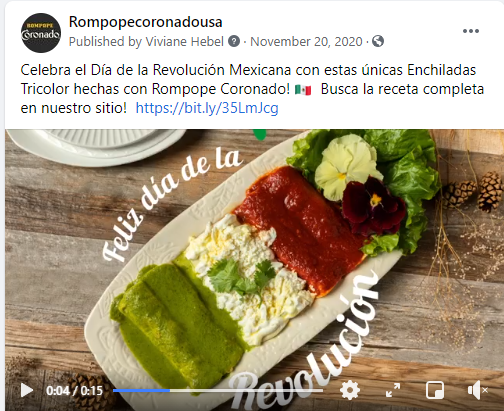 ROMPOPE
Coronado
Rompopecoronadousa
Published by Viviane Hebel · November 20, 2020 ·
Celebra el Día de la Revolución Mexicana con estas únicas Enchiladas
Tricolor hechas con Rompope Coronado! 🇲🇽 Busca la receta completa
en nuestro sitio! https://bit.ly/35LmJcg
Feliz día de la
Revolución
0:04 / 0:15